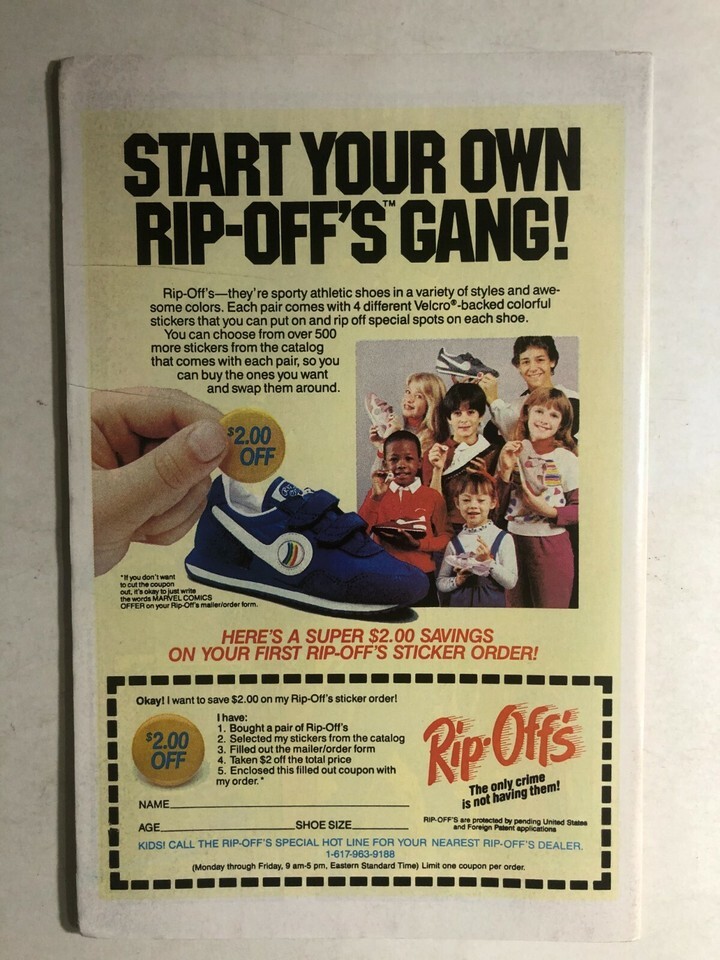 START YOUR OWN
RIP-OFF'S™ GANG!
Rip-Off's—they're sporty athletic shoes in a variety of styles and awe-
some colors. Each pair comes with 4 different Velcro®-backed colorful
stickers that you can put on and rip off special spots on each shoe.
You can choose from over 500
more stickers from the catalog
that comes with each pair, so you
can buy the ones you want
and swap them around.
$2.00
OFF
*If you don't want
to cut the coupon
out, it's okay to just write
the words MARVEL COMICS
OFFER on your Rip-Off's mailer/order form.
HERE'S A SUPER $2.00 SAVINGS
ON YOUR FIRST RIP-OFF'S STICKER ORDER!
Okay! I want to save $2.00 on my Rip-Off's sticker order!
$2.00
OFF
I have:
1. Bought a pair of Rip-Off's
2. Selected my stickers from the catalog
3. Filled out the mailer/order form
4. Taken $2 off the total price
5. Enclosed this filled out coupon with
my order.*
Rip-Off's
The only crime
is not having them!
NAME
AGE SHOE SIZE
RIP-OFF'S are protected by pending United States
and Foreign Patent applications
KIDS! CALL THE RIP-OFF'S SPECIAL HOT LINE FOR YOUR NEAREST RIP-OFF'S DEALER.
1-617-963-9188
(Monday through Friday, 9 am-5 pm, Eastern Standard Time) Limit one coupon per order.